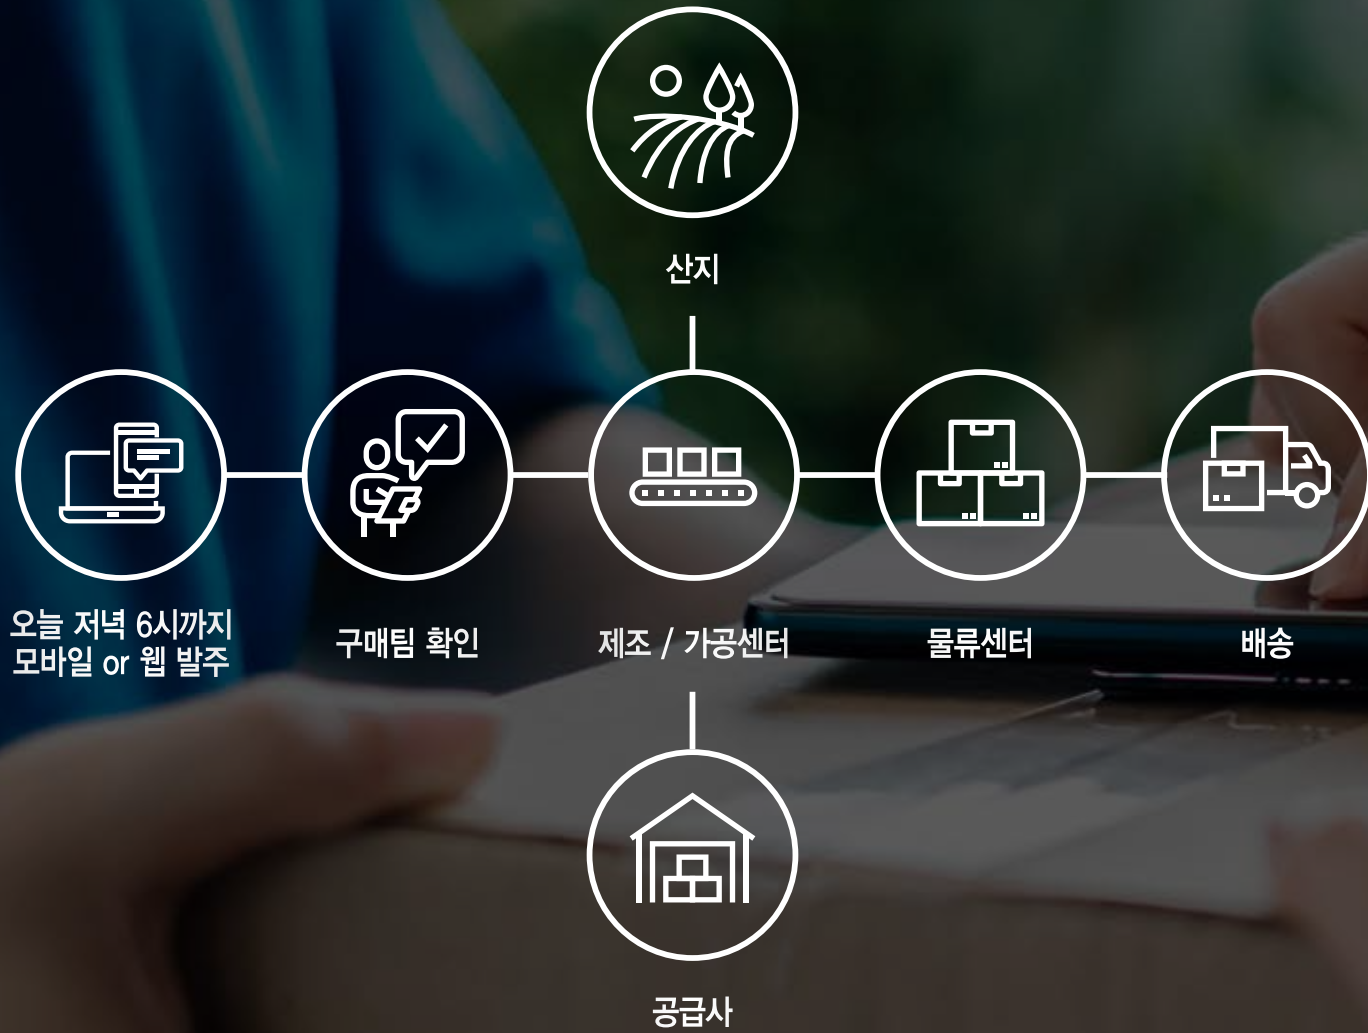 산지
오늘 저녁 6시까지
모바일 or 웹 발주
구매팀 확인
제조 / 가공센터
물류센터
배송
공급사